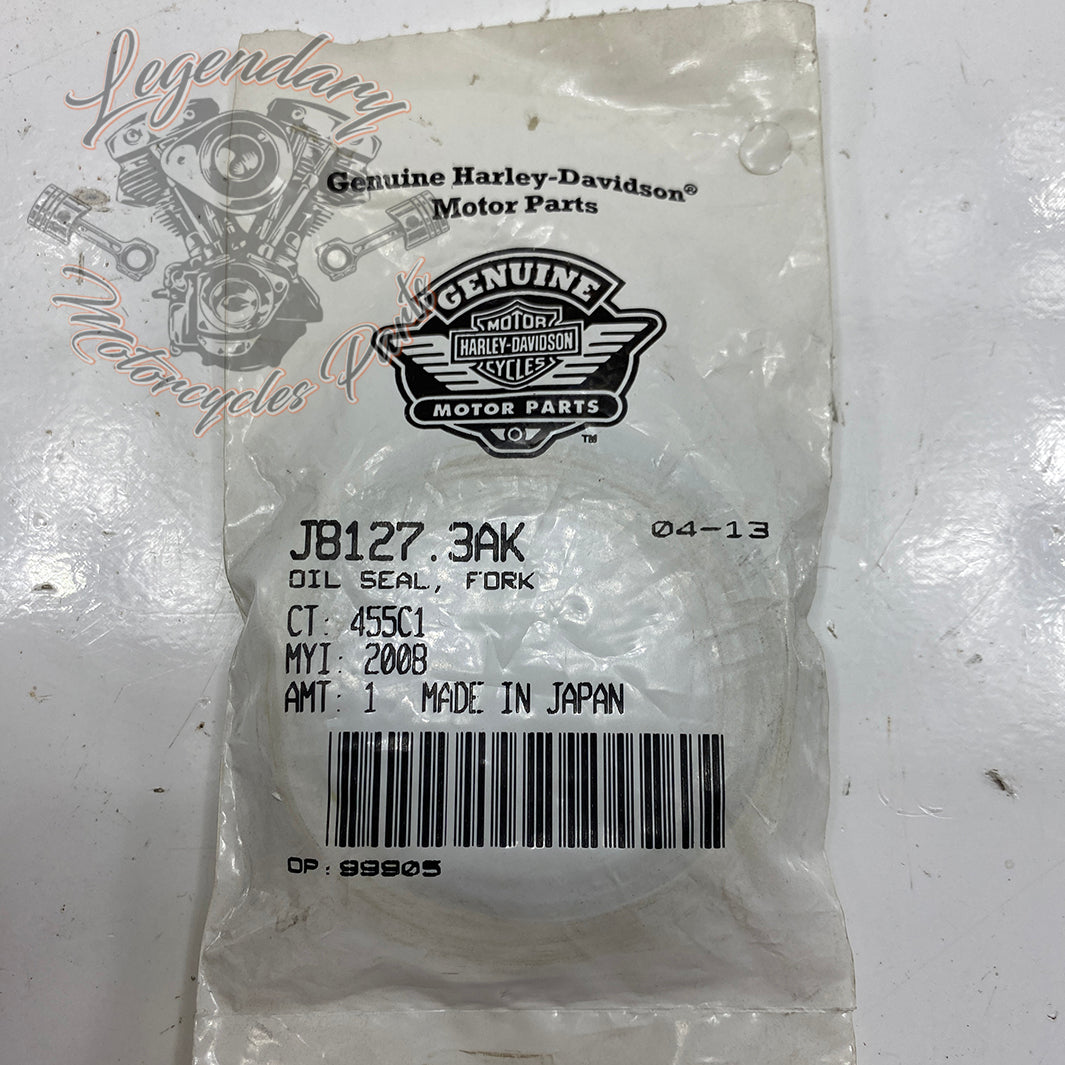 Legendary
Motorcycles Parts
Genuine Harley-Davidson®
Motor Parts
GENUINE
MOTOR
HARLEY-DAVIDSON
CYCLES
MOTOR PARTS
TM
JB127.3AK 04-13
OIL SEAL, FORK
CT: 455C1
MYI: 2008
AMT: 1 MADE IN JAPAN
OP: 99905